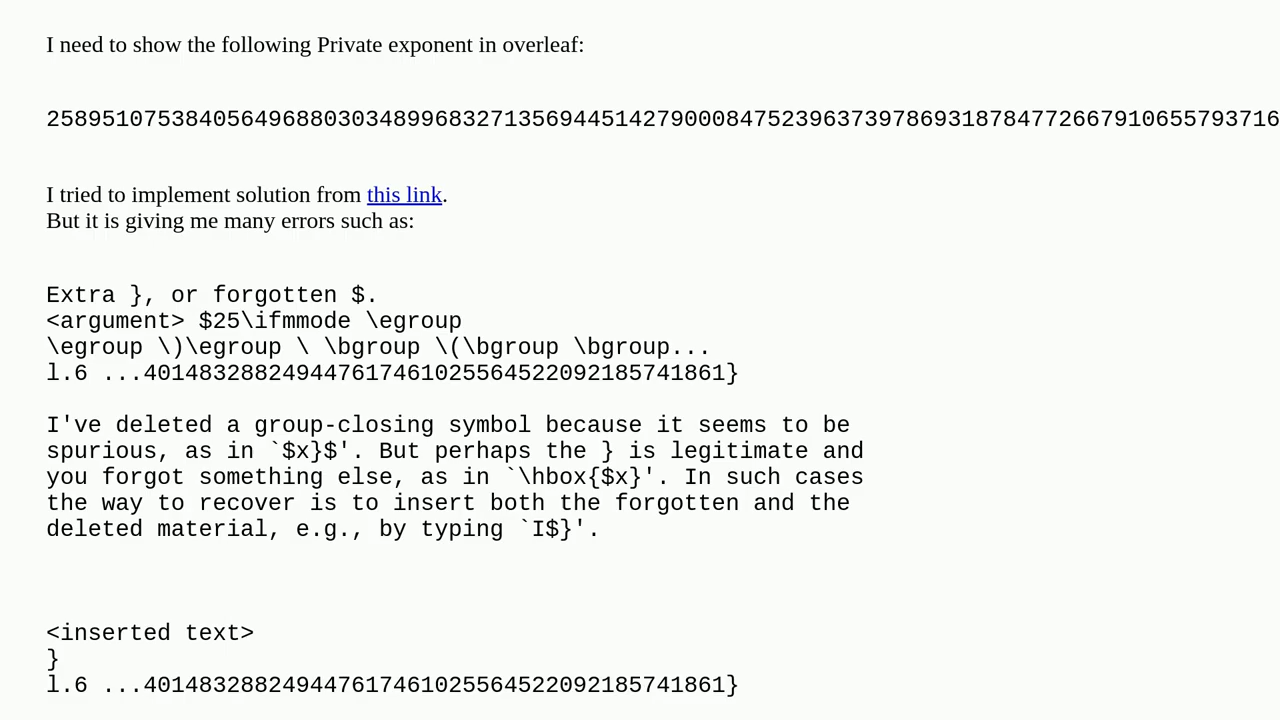 I need to show the following Private exponent in overleaf:
25895107538405649688030348996832713569445142790008475239637397869318784772667910655793716
I tried to implement solution from this link.
But it is giving me many errors such as:
Extra }, or forgotten $.
<argument> $25\ifmmode \egroup
\egroup \)\egroup \ \bgroup \(\bgroup \bgroup...
l.6 ...4014832882494476174610255645220921857​41861}
I've deleted a group-closing symbol because it seems to be
spurious, as in `$x}$'. But perhaps the } is legitimate and
you forgot something else, as in `\hbox{$x}'. In such cases
the way to recover is to insert both the forgotten and the
deleted material, e.g., by typing `I$}'.
<inserted text>
}
l.6 ...401483288249447617461025564522092185741861}